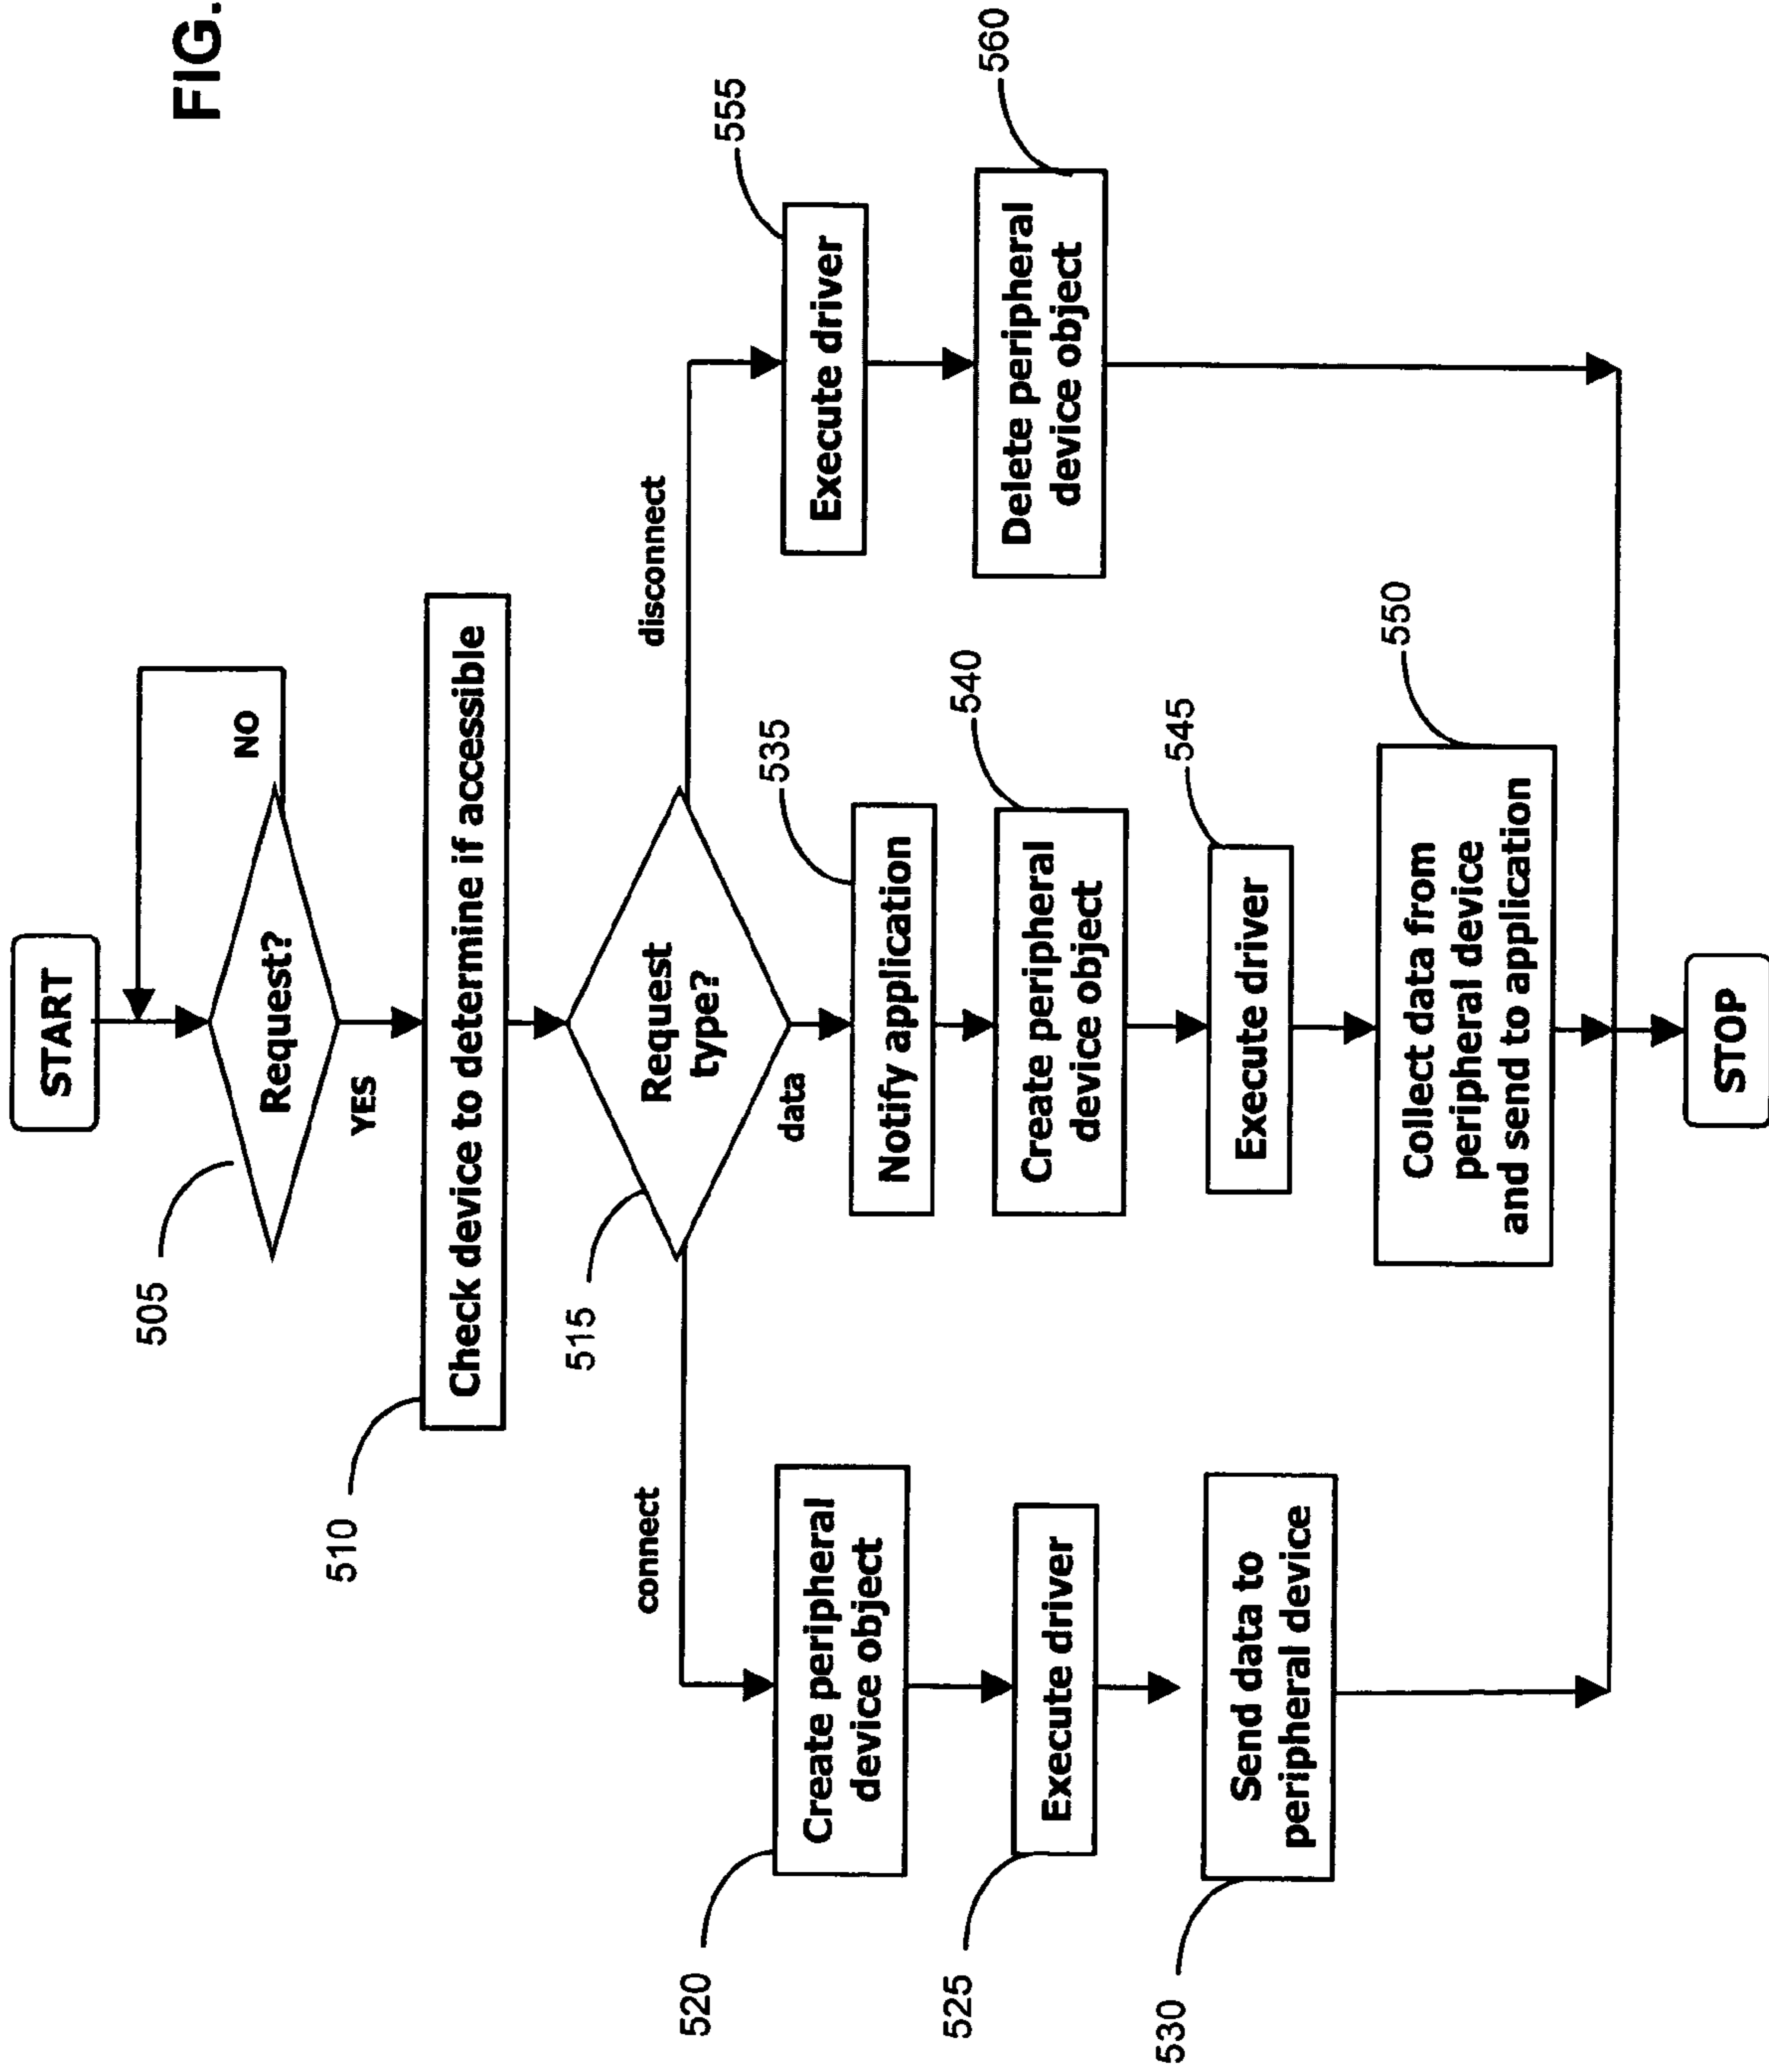 FIG.
START
Request?
NO
505
YES
510
Check device to determine if accessible
515
Request
type?
connect
data
disconnect
520
Create peripheral
device object
525
Execute driver
530
Send data to
peripheral device
535
Notify application
540
Create peripheral
device object
545
Execute driver
550
Collect data from
peripheral device
and send to application
555
Execute driver
560
Delete peripheral
device object
STOP